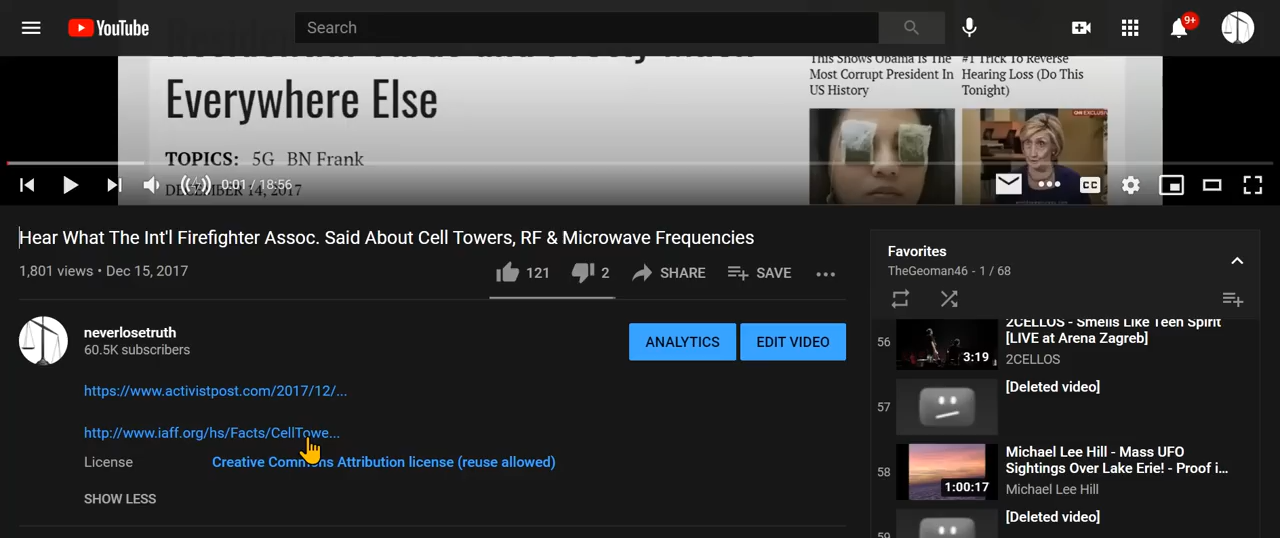 YouTube
Search
9+
Everywhere Else
TOPICS: 5G BN Frank
DECEMBER 14, 2017
This Shows Obama Is The
Most Corrupt President In
US History
#1 Trick To Reverse
Hearing Loss (Do This
Tonight)
0:01 / 18:56
CC
Hear What The Int'l Firefighter Assoc. Said About Cell Towers, RF & Microwave Frequencies
1,801 views • Dec 15, 2017
121
2
SHARE
SAVE
neverlosetruth
60.5K subscribers
ANALYTICS
EDIT VIDEO
https://www.activistpost.com/2017/12/...
http://www.iaff.org/hs/Facts/CellTowe...
License
Creative Commons Attribution license (reuse allowed)
SHOW LESS
Favorites
TheGeoman46 - 1 / 68
56
3:19
2CELLOS - Smells Like Teen Spirit
[LIVE at Arena Zagreb]
2CELLOS
57
[Deleted video]
58
1:00:17
Michael Lee Hill - Mass UFO
Sightings Over Lake Erie! - Proof i...
Michael Lee Hill
59
[Deleted video]